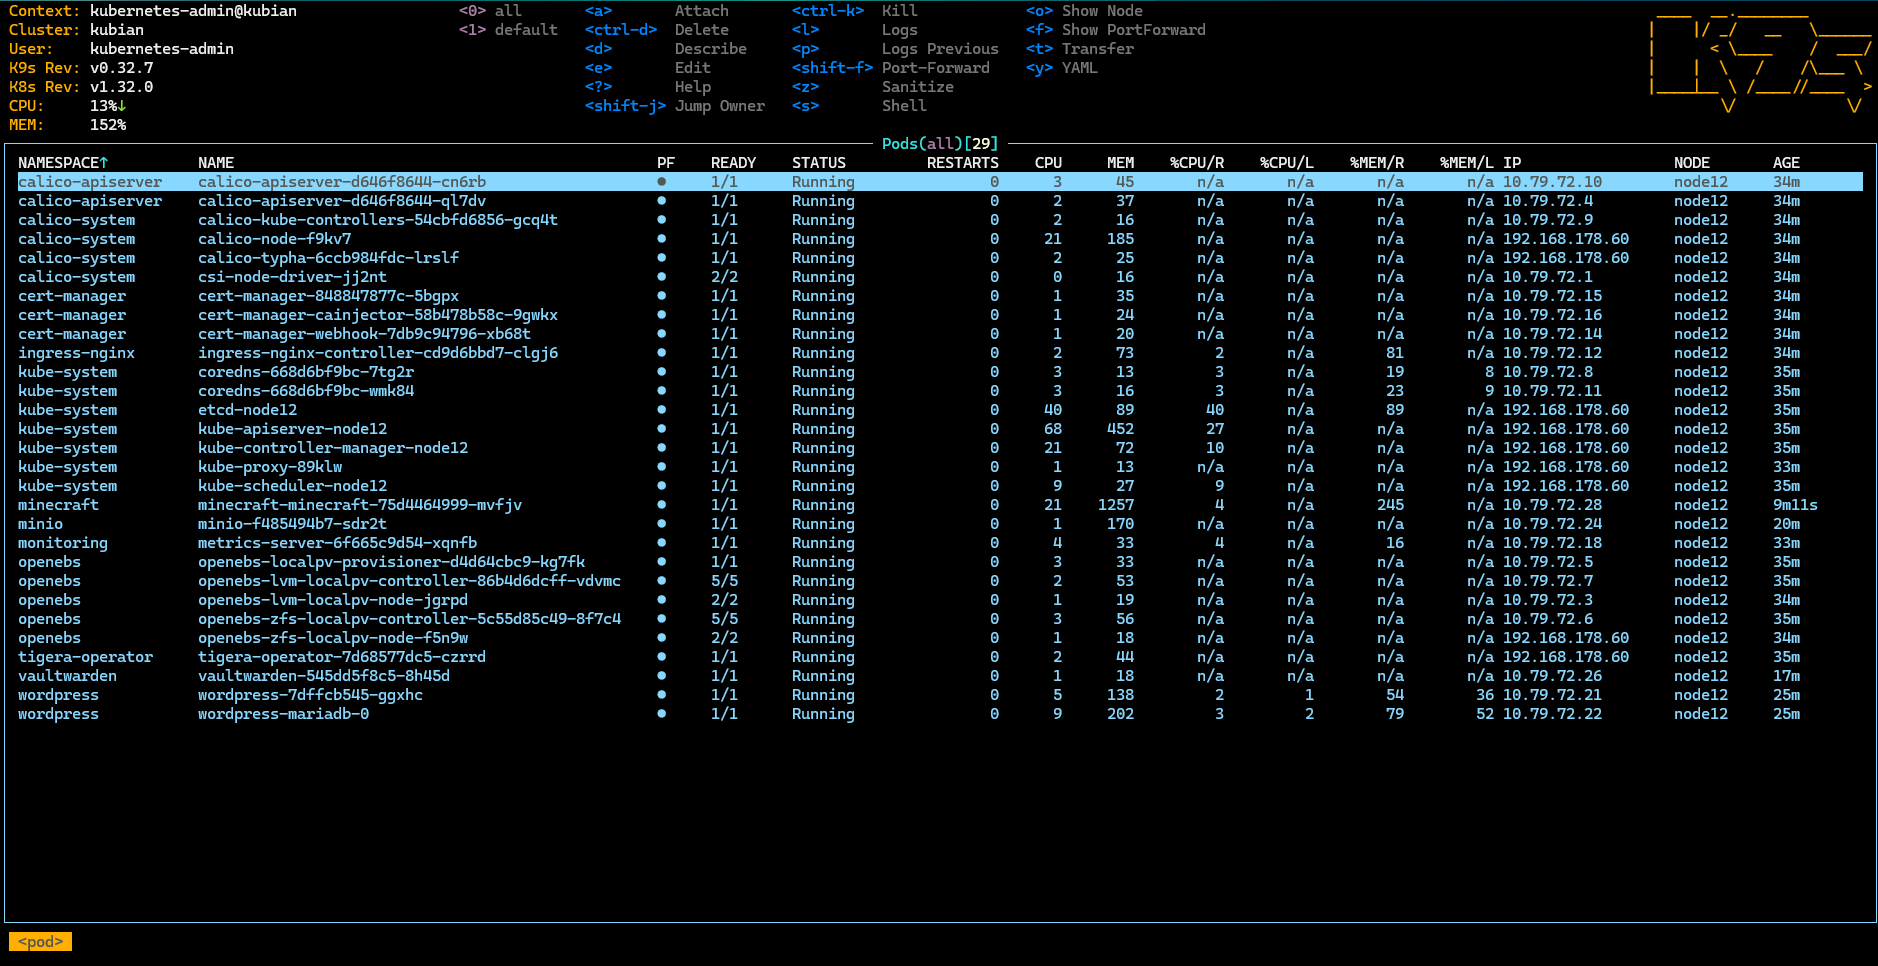 Context: kubernetes-admin@kubian <0> all <a> Attach <ctrl-k> Kill <o> Show Node
Cluster: kubian <1> default <ctrl-d> Delete <l> Logs <f> Show PortForward
User: kubernetes-admin <d> Describe <p> Logs Previous <t> Transfer
K9s Rev: v0.32.7 <e> Edit <shift-f> Port-Forward <y> YAML
K8s Rev: v1.32.0 <?> Help <z> Sanitize
CPU: 13%↓ <shift-j> Jump Owner <s> Shell
MEM: 152%
Pods(all)[29]
NAMESPACE↑ NAME PF READY STATUS RESTARTS CPU MEM %CPU/R %CPU/L %MEM/R %MEM/L IP NODE AGE
calico-apiserver calico-apiserver-d646f8644-cn6rb ● 1/1 Running 0 3 45 n/a n/a n/a n/a 10.79.72.10 node12 34m
calico-apiserver calico-apiserver-d646f8644-ql7dv ● 1/1 Running 0 2 37 n/a n/a n/a n/a 10.79.72.4 node12 34m
calico-system calico-kube-controllers-54cbfd6856-gcq4t ● 1/1 Running 0 2 16 n/a n/a n/a n/a 10.79.72.9 node12 34m
calico-system calico-node-f9kv7 ● 1/1 Running 0 21 185 n/a n/a n/a n/a 192.168.178.60 node12 34m
calico-system calico-typha-6ccb984fdc-lrslf ● 1/1 Running 0 2 25 n/a n/a n/a n/a 192.168.178.60 node12 34m
calico-system csi-node-driver-jj2nt ● 2/2 Running 0 0 16 n/a n/a n/a n/a 10.79.72.1 node12 34m
cert-manager cert-manager-848847877c-5bgpx ● 1/1 Running 0 1 35 n/a n/a n/a n/a 10.79.72.15 node12 34m
cert-manager cert-manager-cainjector-58b478b58c-9gwkx ● 1/1 Running 0 1 24 n/a n/a n/a n/a 10.79.72.16 node12 34m
cert-manager cert-manager-webhook-7db9c94796-xb68t ● 1/1 Running 0 1 20 n/a n/a n/a n/a 10.79.72.14 node12 34m
ingress-nginx ingress-nginx-controller-cd9d6bbd7-clgj6 ● 1/1 Running 0 2 73 2 n/a 81 n/a 10.79.72.12 node12 34m
kube-system coredns-668d6bf9bc-7tg2r ● 1/1 Running 0 3 13 3 n/a 19 8 10.79.72.8 node12 35m
kube-system coredns-668d6bf9bc-wmk84 ● 1/1 Running 0 3 16 3 n/a 23 9 10.79.72.11 node12 35m
kube-system etcd-node12 ● 1/1 Running 0 40 89 40 n/a 89 n/a 192.168.178.60 node12 35m
kube-system kube-apiserver-node12 ● 1/1 Running 0 68 452 27 n/a n/a n/a 192.168.178.60 node12 35m
kube-system kube-controller-manager-node12 ● 1/1 Running 0 21 72 10 n/a n/a n/a 192.168.178.60 node12 35m
kube-system kube-proxy-89klw ● 1/1 Running 0 1 13 n/a n/a n/a n/a 192.168.178.60 node12 33m
kube-system kube-scheduler-node12 ● 1/1 Running 0 9 27 9 n/a n/a n/a 192.168.178.60 node12 35m
minecraft minecraft-minecraft-75d4464999-mvfjv ● 1/1 Running 0 21 1257 4 n/a 245 n/a 10.79.72.28 node12 9m11s
minio minio-f485494b7-sdr2t ● 1/1 Running 0 1 170 n/a n/a n/a n/a 10.79.72.24 node12 20m
monitoring metrics-server-6f665c9d54-xqnfb ● 1/1 Running 0 4 33 4 n/a 16 n/a 10.79.72.18 node12 33m
openebs openebs-localpv-provisioner-d4d64cbc9-kg7fk ● 1/1 Running 0 3 33 n/a n/a n/a n/a 10.79.72.5 node12 35m
openebs openebs-lvm-localpv-controller-86b4d6dcff-vdvmc ● 5/5 Running 0 2 53 n/a n/a n/a n/a 10.79.72.7 node12 35m
openebs openebs-lvm-localpv-node-jgrpd ● 2/2 Running 0 1 19 n/a n/a n/a n/a 10.79.72.3 node12 34m
openebs openebs-zfs-localpv-controller-5c55d85c49-8f7c4 ● 5/5 Running 0 3 56 n/a n/a n/a n/a 10.79.72.6 node12 35m
openebs openebs-zfs-localpv-node-f5n9w ● 2/2 Running 0 1 18 n/a n/a n/a n/a 192.168.178.60 node12 34m
tigera-operator tigera-operator-7d68577dc5-czrrd ● 1/1 Running 0 2 44 n/a n/a n/a n/a 192.168.178.60 node12 35m
vaultwarden vaultwarden-545dd5f8c5-8h45d ● 1/1 Running 0 1 18 n/a n/a n/a n/a 10.79.72.26 node12 17m
wordpress wordpress-7dffcb545-ggxhc ● 1/1 Running 0 5 138 2 1 54 36 10.79.72.21 node12 25m
wordpress wordpress-mariadb-0 ● 1/1 Running 0 9 202 3 2 79 52 10.79.72.22 node12 25m
<pod>